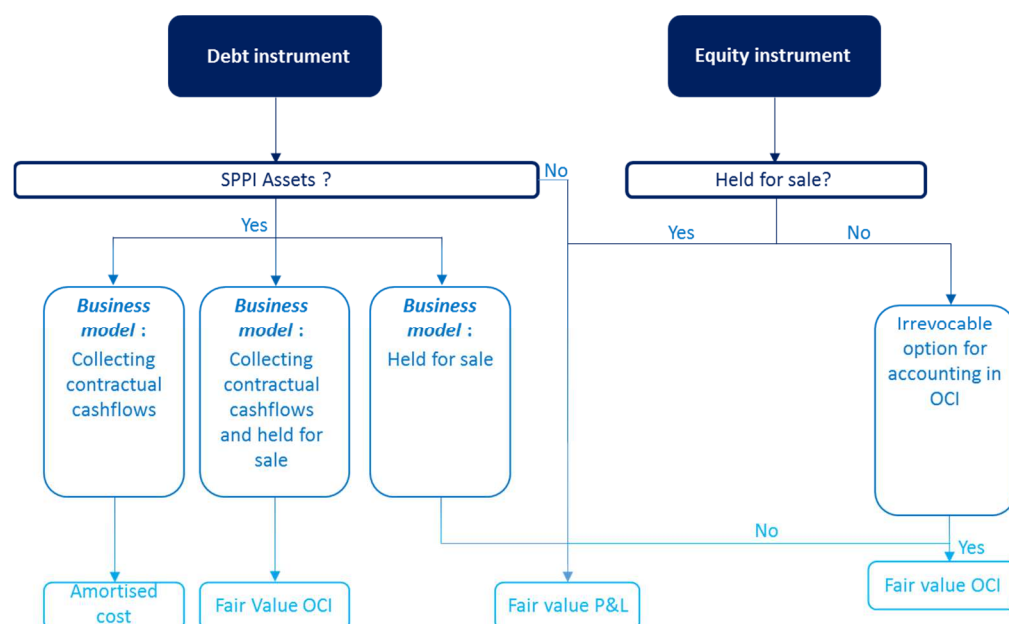 Debt instrument
Equity instrument
SPPI Assets ?
No
Held for sale?
Yes
Yes
No
Business
model :
Collecting
contractual
cashflows
Business
model :
Collecting
contractual
cashflows
and held for
sale
Business
model :
Held for sale
Irrevocable
option for
accounting in
OCI
No
Yes
Amortised
cost
Fair Value OCI
Fair value P&L
Fair value OCI